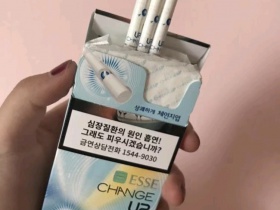 상쾌하게 체인지업
심장질환의 원인 흡연!
그래도 피우시겠습니까?
금연상담전화 1544-9030
ESSE
CHANGE
UP